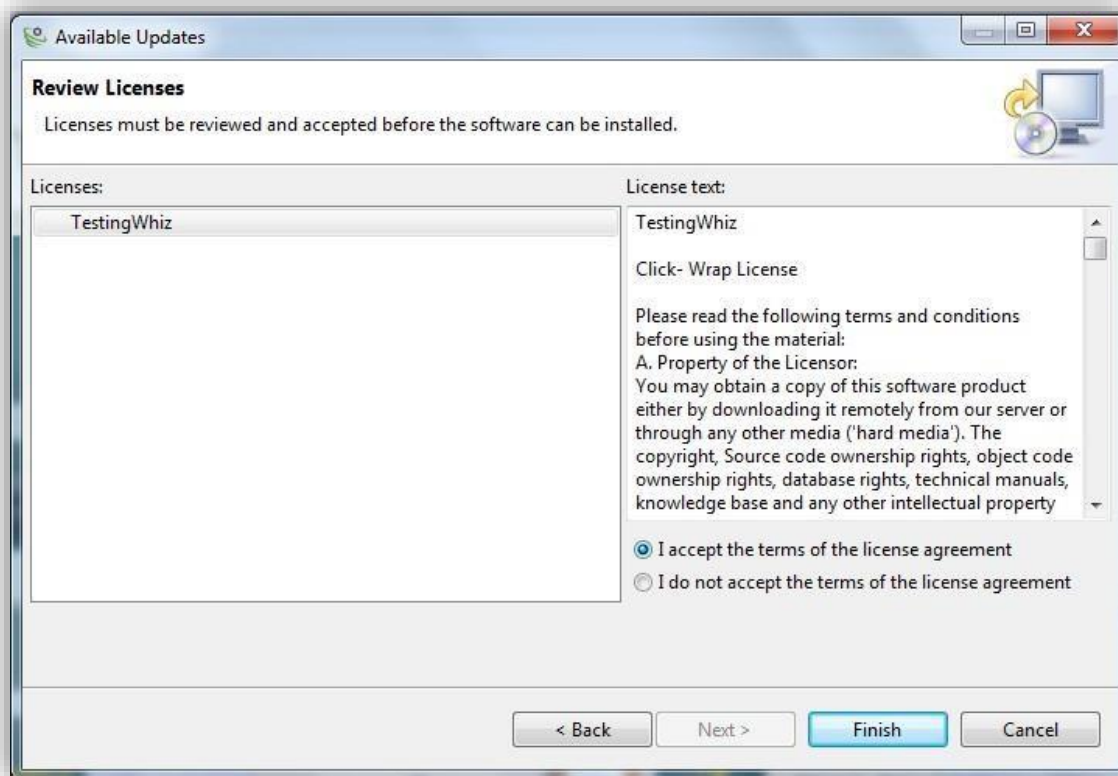 Available Updates
Review Licenses
Licenses must be reviewed and accepted before the software can be installed.
Licenses:
TestingWhiz
License text:
TestingWhiz
Click- Wrap License
Please read the following terms and conditions
before using the material:
A. Property of the Licensor:
You may obtain a copy of this software product
either by downloading it remotely from our server or
through any other media ('hard media'). The
copyright, Source code ownership rights, object code
ownership rights, database rights, technical manuals,
knowledge base and any other intellectual property
I accept the terms of the license agreement
I do not accept the terms of the license agreement
< Back
Next >
Finish
Cancel